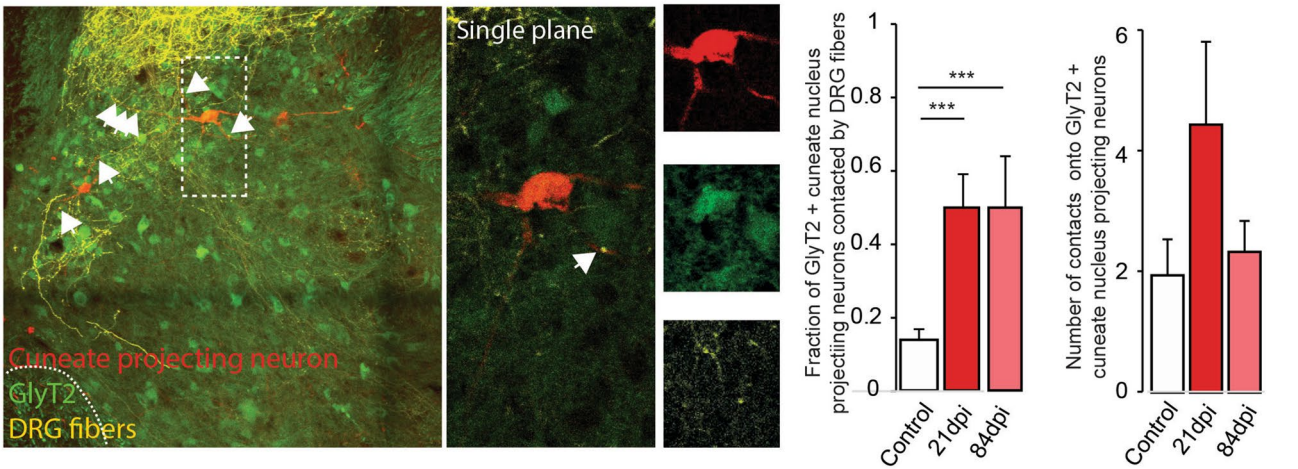 Single plane
Cuneate projecting neuron
GlyT2
DRG fibers
Fraction of GlyT2 + cuneate nucleus
projectiing neurons contacted by DRG fibers
1
0.8
0.6
0.4
0.2
0
***
***
Control
21dpi
84dpi
Number of contacts onto GlyT2 +
cuneate nucleus projecting neurons
6
4
2
0
Control
21dpi
84dpi